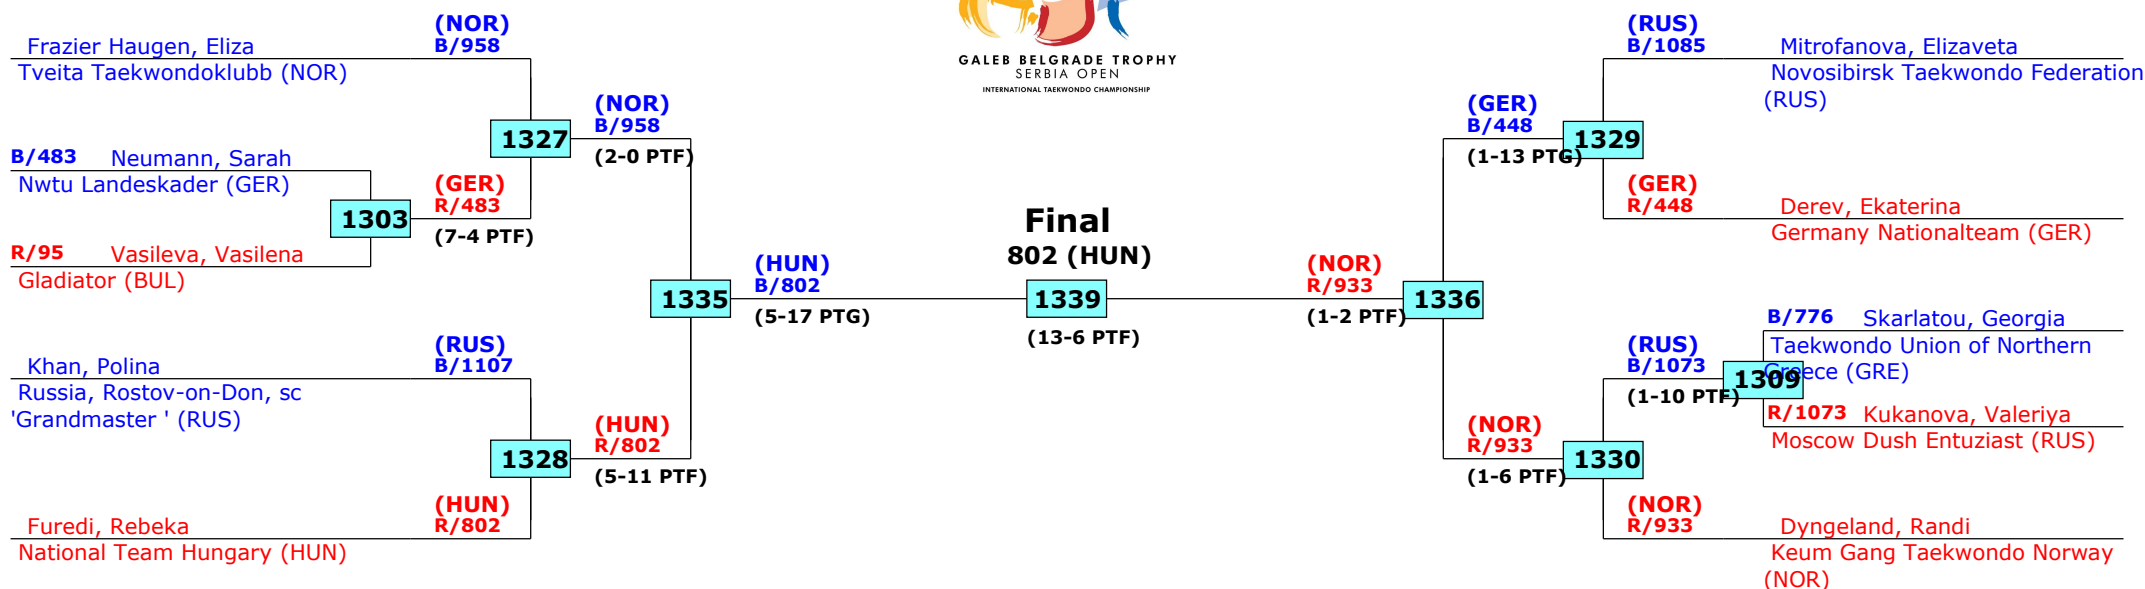 GALEB BELGRADE TROPHY
SERBIA OPEN
INTERNATIONAL TAEKWONDO CHAMPIONSHIP
(NOR)
B/958
Frazier Haugen, Eliza
Tveita Taekwondoklubb (NOR)
B/483 Neumann, Sarah
Nwtu Landeskader (GER)
R/95 Vasileva, Vasilena
Gladiator (BUL)
1303
(GER)
R/483
(7-4 PTF)
1327
(NOR)
B/958
(2-0 PTF)
Khan, Polina
Russia, Rostov-on-Don, sc
'Grandmaster ' (RUS)
(RUS)
B/1107
Furedi, Rebeka
National Team Hungary (HUN)
(HUN)
R/802
1328
(HUN)
R/802
(5-11 PTF)
1335
(HUN)
B/802
(5-17 PTG)
Final
802 (HUN)
1339
(13-6 PTF)
(NOR)
R/933
(1-2 PTF)
1336
(GER)
B/448
(1-13 PTG)
1329
(RUS)
B/1085
Mitrofanova, Elizaveta
Novosibirsk Taekwondo Federation
(RUS)
(GER)
R/448
Derev, Ekaterina
Germany Nationalteam (GER)
(NOR)
R/933
(1-6 PTF)
1330
(RUS)
B/1073
(1-10 PTF)
1309
B/776 Skarlatou, Georgia
Taekwondo Union of Northern
Greece (GRE)
R/1073 Kukanova, Valeriya
Moscow Dush Entuziast (RUS)
(NOR)
R/933
Dyngeland, Randi
Keum Gang Taekwondo Norway
(NOR)